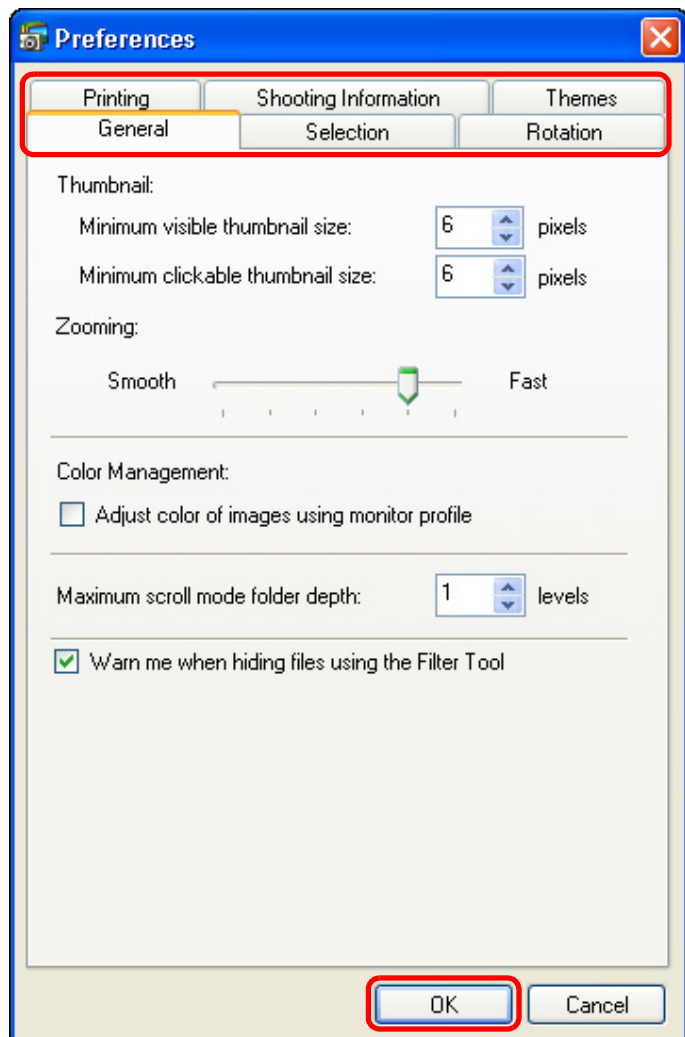 Preferences
Printing Shooting Information Themes
General Selection Rotation
Thumbnail:
Minimum visible thumbnail size: 6 pixels
Minimum clickable thumbnail size: 6 pixels
Zooming:
Smooth Fast
Color Management:
Adjust color of images using monitor profile
Maximum scroll mode folder depth: 1 levels
Warn me when hiding files using the Filter Tool
OK Cancel